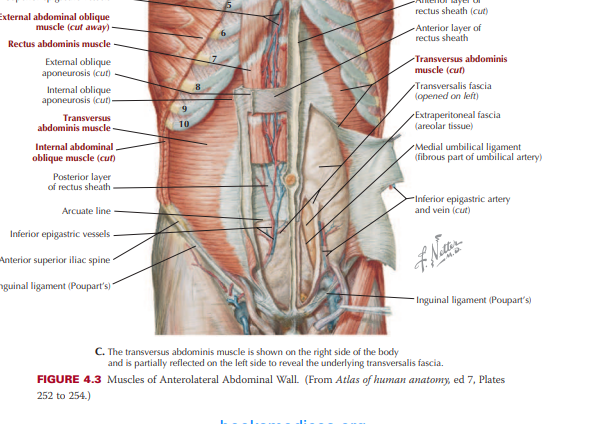 External abdominal oblique
muscle (cut away)
Rectus abdominis muscle
External oblique
aponeurosis (cut)
Internal oblique
aponeurosis (cut)
Transversus
abdominis muscle
Internal abdominal
oblique muscle (cut)
Posterior layer
of rectus sheath
Arcuate line
Inferior epigastric vessels
Anterior superior iliac spine
nguinal ligament (Poupart's)
5
6
7
8
9
10
Anterior layer of
rectus sheath (cut)
Anterior layer of
rectus sheath
Transversus abdominis
muscle (cut)
Transversalis fascia
(opened on left)
Extraperitoneal fascia
(areolar tissue)
Medial umbilical ligament
(fibrous part of umbilical artery)
Inferior epigastric artery
and vein (cut)
F. Netter
M.D.
Inguinal ligament (Poupart's)
C. The transversus abdominis muscle is shown on the right side of the body
and is partially reflected on the left side to reveal the underlying transversalis fascia.
FIGURE 4.3 Muscles of Anterolateral Abdominal Wall. (From Atlas of human anatomy, ed 7, Plates
252 to 254.)